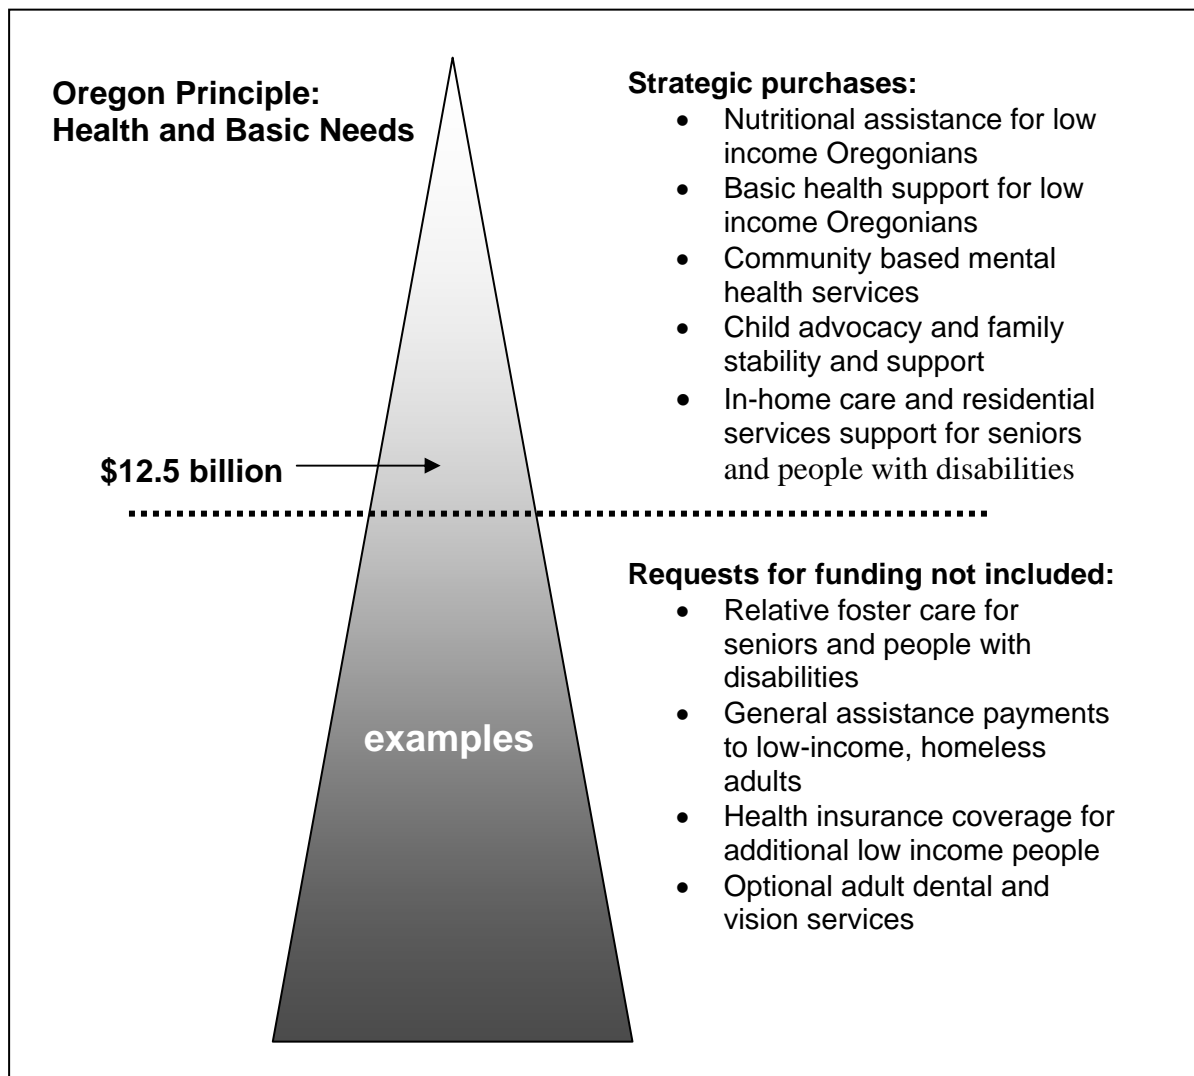 Oregon Principle:
Health and Basic Needs
Strategic purchases:
• Nutritional assistance for low
income Oregonians
• Basic health support for low
income Oregonians
• Community based mental
health services
• Child advocacy and family
stability and support
• In-home care and residential
services support for seniors
and people with disabilities
$12.5 billion
Requests for funding not included:
• Relative foster care for
seniors and people with
disabilities
• General assistance payments
to low-income, homeless
adults
• Health insurance coverage for
additional low income people
• Optional adult dental and
vision services
examples